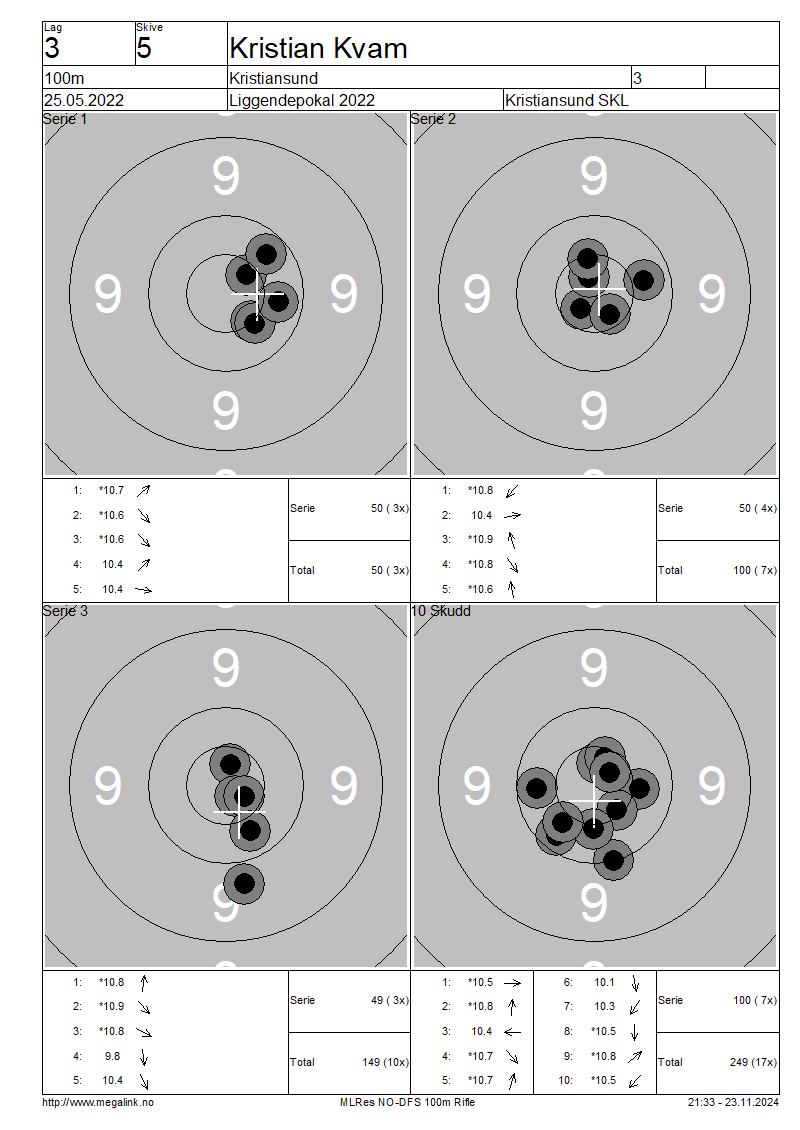 Lag
Skive
3
5
Kristian Kvam
100m
Kristiansund
3
25.05.2022
Liggendepokal 2022
Kristiansund SKL
Serie 1
9
9
9
9
Serie 2
9
9
9
9
1: *10.7
2: *10.6
3: *10.6
4: 10.4
5: 10.4
Serie 50 ( 3x)
Total 50 ( 3x)
1: *10.8
2: 10.4
3: *10.9
4: *10.8
5: *10.6
Serie 50 ( 4x)
Total 100 ( 7x)
Serie 3
9
9
9
9
10 Skudd
9
9
9
9
1: *10.8
2: *10.9
3: *10.8
4: 9.8
5: 10.4
Serie 49 ( 3x)
Total 149 (10x)
1: *10.5
2: *10.8
3: 10.4
4: *10.7
5: *10.7
6: 10.1
7: 10.3
8: *10.5
9: *10.8
10: *10.5
Serie 100 ( 7x)
Total 249 (17x)
http://www.megalink.no
MLRes NO-DFS 100m Rifle
21:33 - 23.11.2024